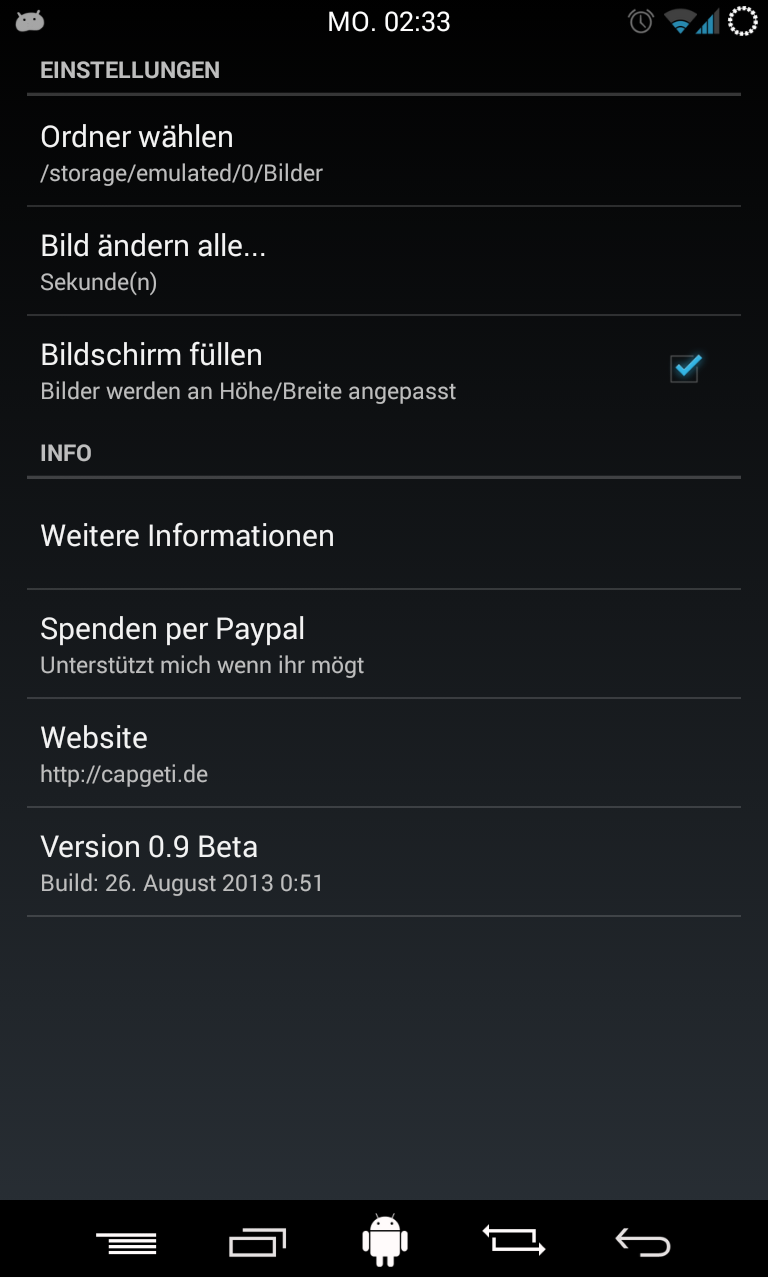 MO. 02:33
EINSTELLUNGEN
Ordner wählen
/storage/emulated/0/Bilder
Bild ändern alle...
Sekunde(n)
Bildschirm füllen
Bilder werden an Höhe/Breite angepasst
INFO
Weitere Informationen
Spenden per Paypal
Unterstützt mich wenn ihr mögt
Website
http://capgeti.de
Version 0.9 Beta
Build: 26. August 2013 0:51